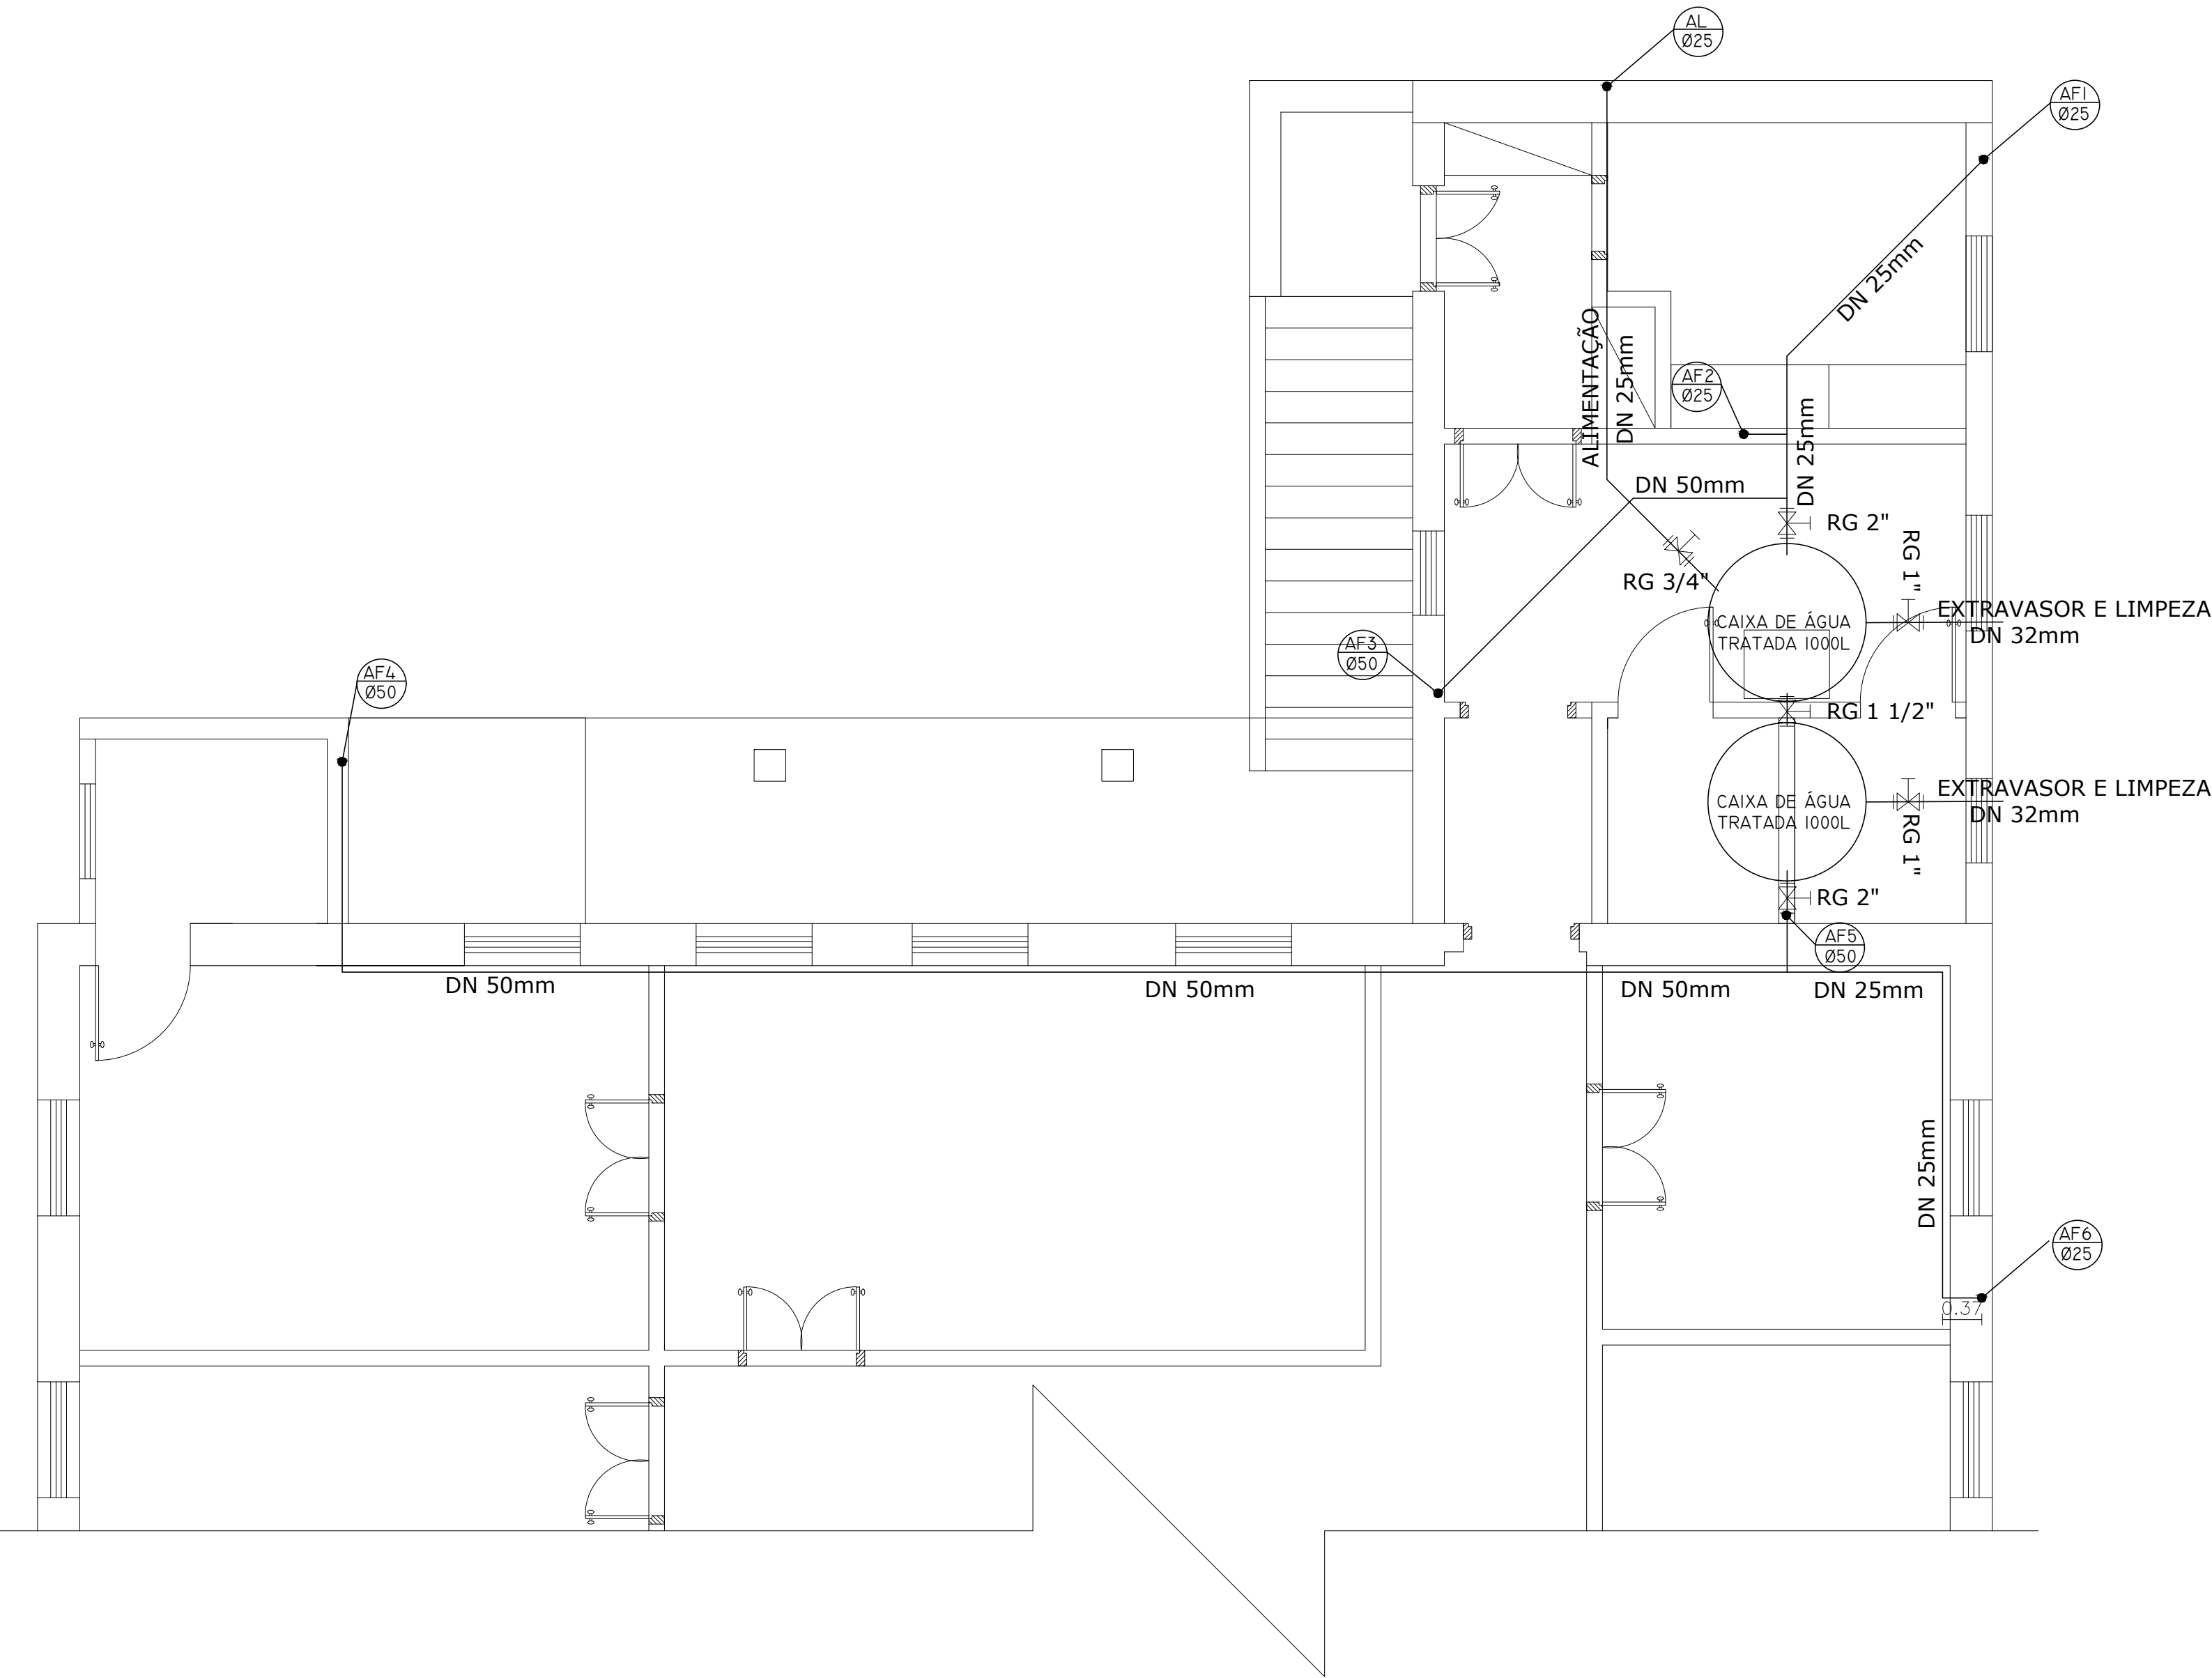 AL
Ø25
AF1
Ø25
DN 25mm
ALIMENTAÇÃO
DN 25mm
AF2
Ø25
DN 25mm
DN 50mm
RG 2"
RG 1"
RG 3/4"
EXTRAVASOR E LIMPEZA
DN 32mm
CAIXA DE ÁGUA
TRATADA 1000L
AF3
Ø50
AF4
Ø50
RG 1 1/2"
EXTRAVASOR E LIMPEZA
DN 32mm
CAIXA DE ÁGUA
TRATADA 1000L
RG 1"
RG 2"
AF5
Ø50
DN 50mm
DN 50mm
DN 50mm
DN 25mm
DN 25mm
AF6
Ø25
0.37